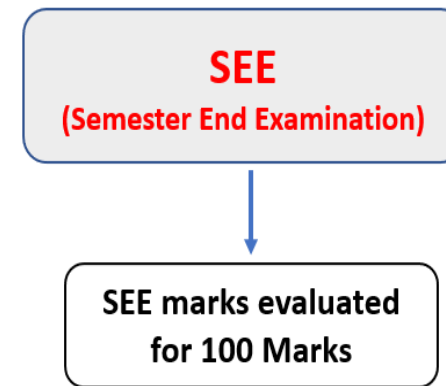 SEE
(Semester End Examination)
SEE marks evaluated
for 100 Marks